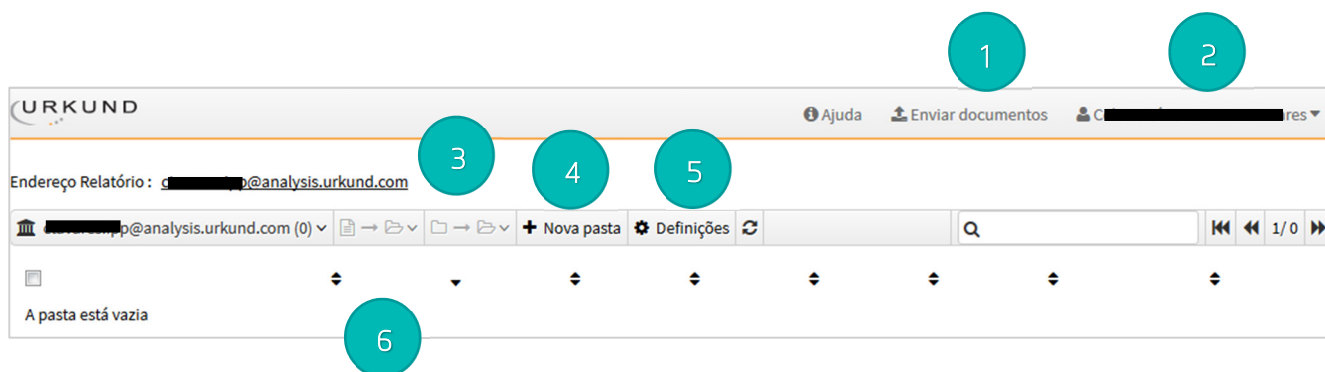 1 2
URKUND Ajuda Enviar documentos
3 4 5
Endereço Relatório : @analysis.urkund.com
@analysis.urkund.com (0) Nova pasta Definições 1/ 0
A pasta está vazia
6